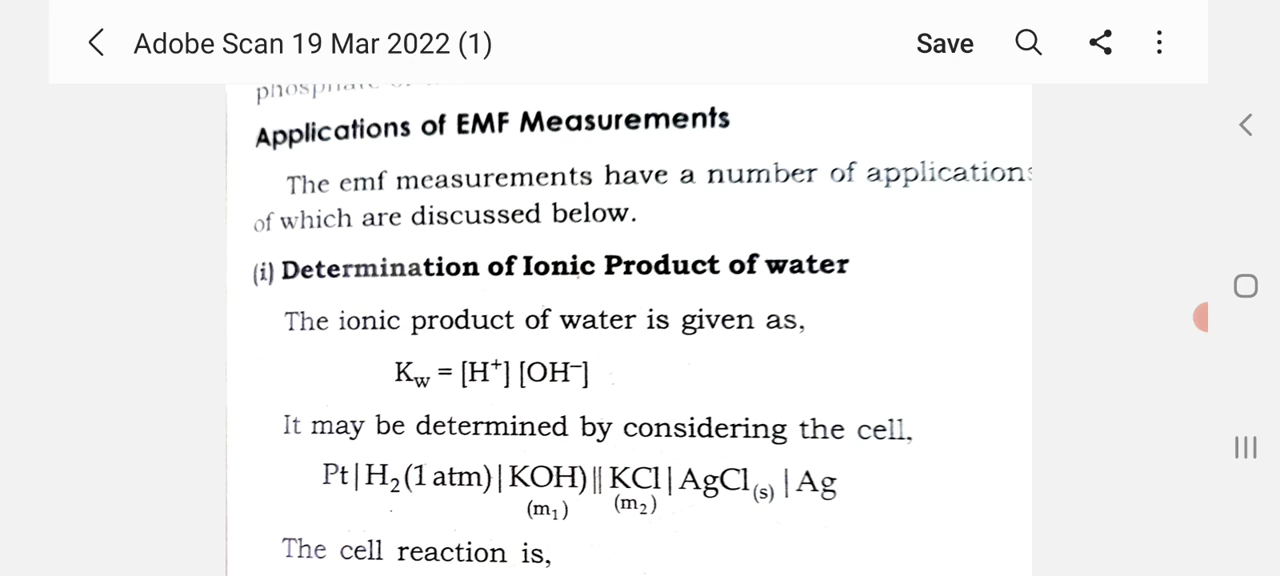 Adobe Scan 19 Mar 2022 (1)
Save
Applications of EMF Measurements
The emf measurements have a number of application
of which are discussed below.
(i) Determination of Ionic Product of water
The ionic product of water is given as,
K_w = [H⁺] [OH⁻]
It may be determined by considering the cell,
Pt|H₂(1 atm)|KOH)||KCl|AgCl₍s₎|Ag
(m₁) (m₂)
The cell reaction is,